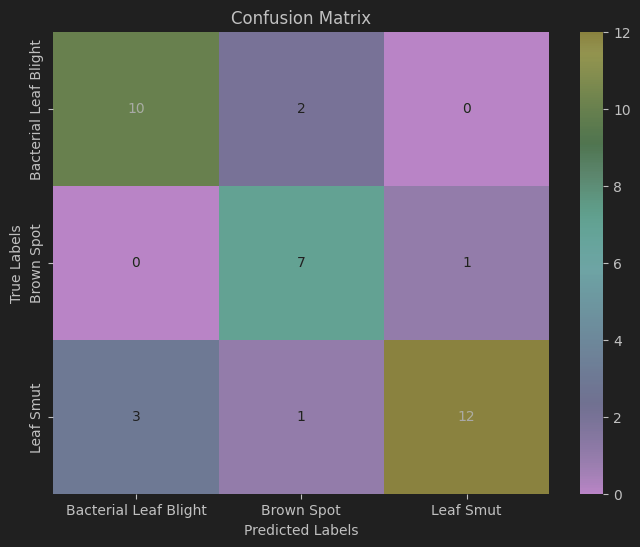 Confusion Matrix
True Labels
Bacterial Leaf Blight
10 2 0
Brown Spot
0 7 1
Leaf Smut
3 1 12
Bacterial Leaf Blight Brown Spot Leaf Smut
Predicted Labels
12
10
8
6
4
2
0